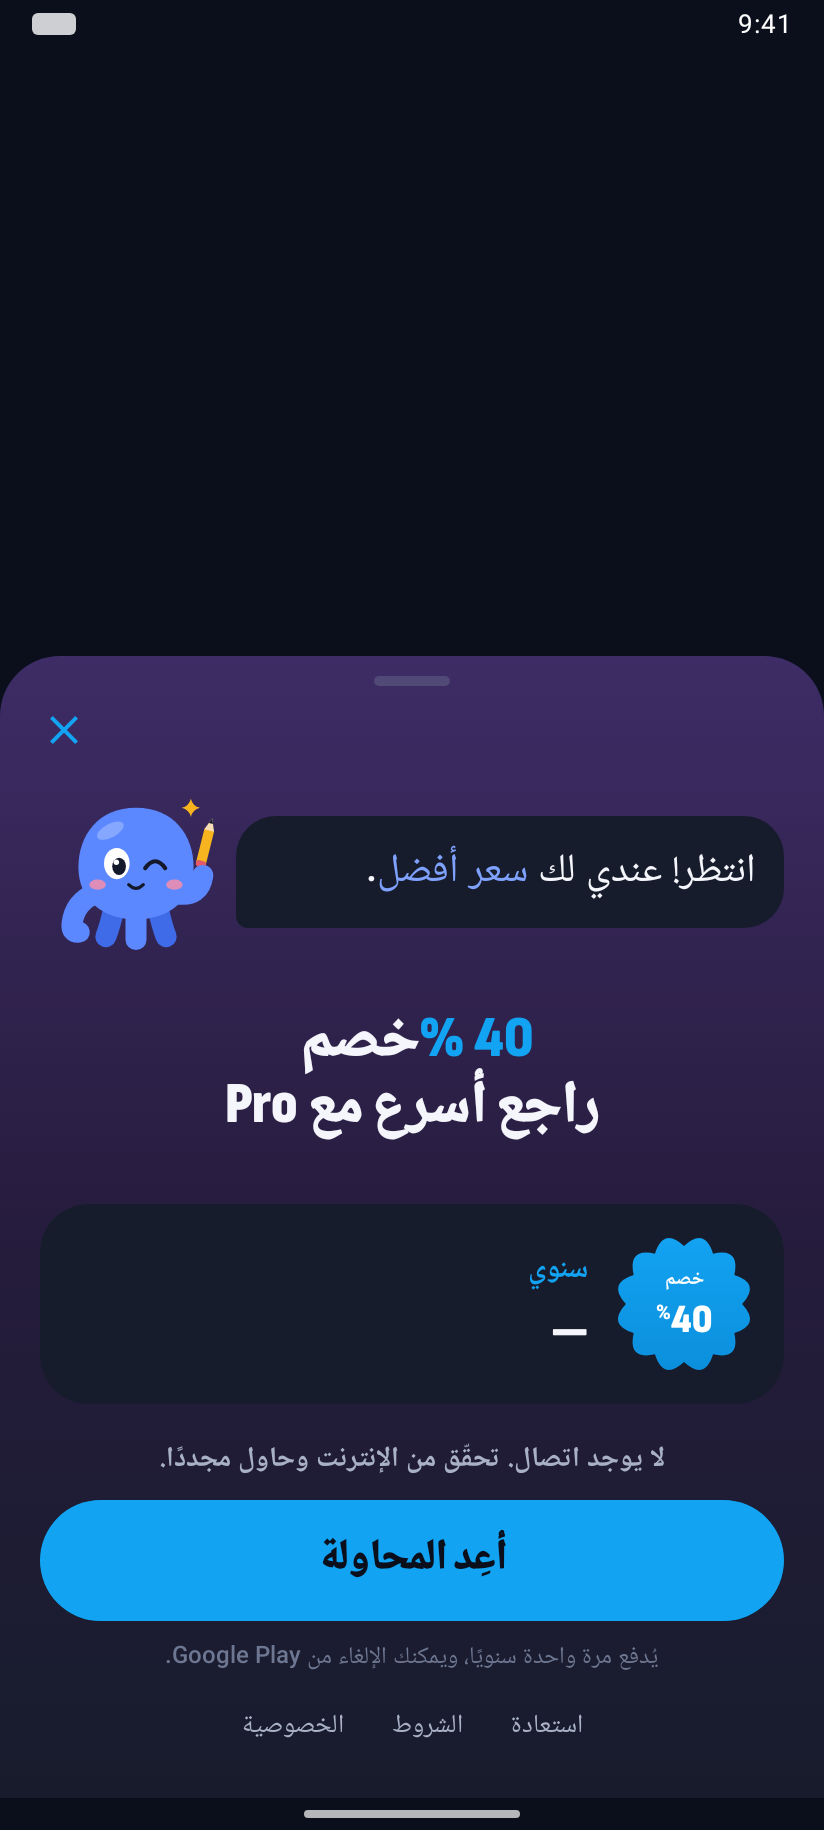 9:41
انتظر! عندي لك سعر أفضل.
40 %خصم
راجع أسرع مع Pro
خصم
40%
سنوي
—
لا يوجد اتصال. تحقّق من الإنترنت وحاول مجددًا.
أعِد المحاولة
يُدفع مرة واحدة سنويًا، ويمكنك الإلغاء من Google Play.
استعادة الشروط الخصوصية